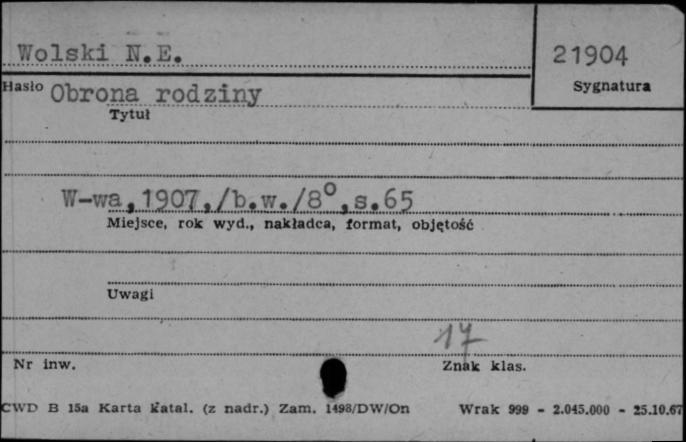 Wolski N.E.
21904
Sygnatura
Hasło Obrona rodziny
Tytuł
W-wa,1907,/b.w./8°,s.65
Miejsce, rok wyd., nakładca, format, objętość
Uwagi
17
Nr inw.
Znak klas.
CWD B 15a Karta katal. (z nadr.) Zam. 1498/DW/On Wrak 999 - 2.045.000 - 25.10.67